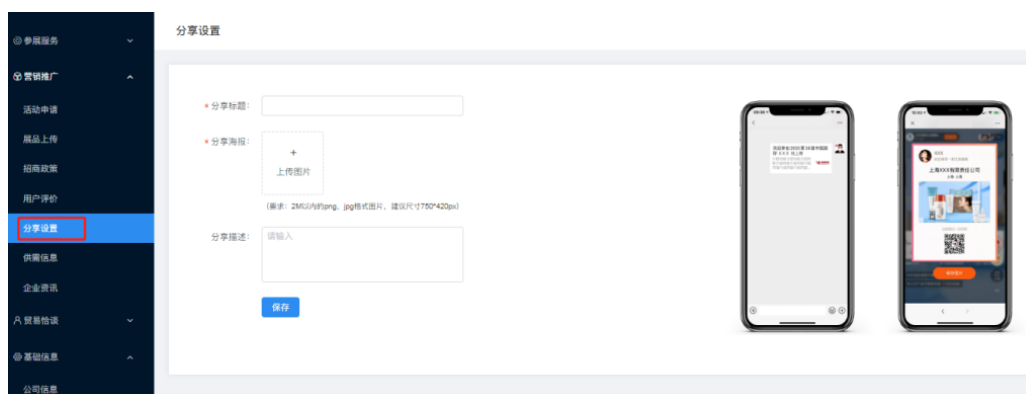 分享设置
参展服务
营销推广
活动申请
展品上传
招商政策
用户评价
分享设置
供需信息
企业资讯
贸易洽谈
基础信息
公司信息
* 分享标题:
* 分享海报:
+
上传图片
(要求: 2M以内的png、jpg格式图片, 建议尺寸750*420px)
分享描述:
请输入
保存
XXX
上海XXX有限责任公司
上海 上海